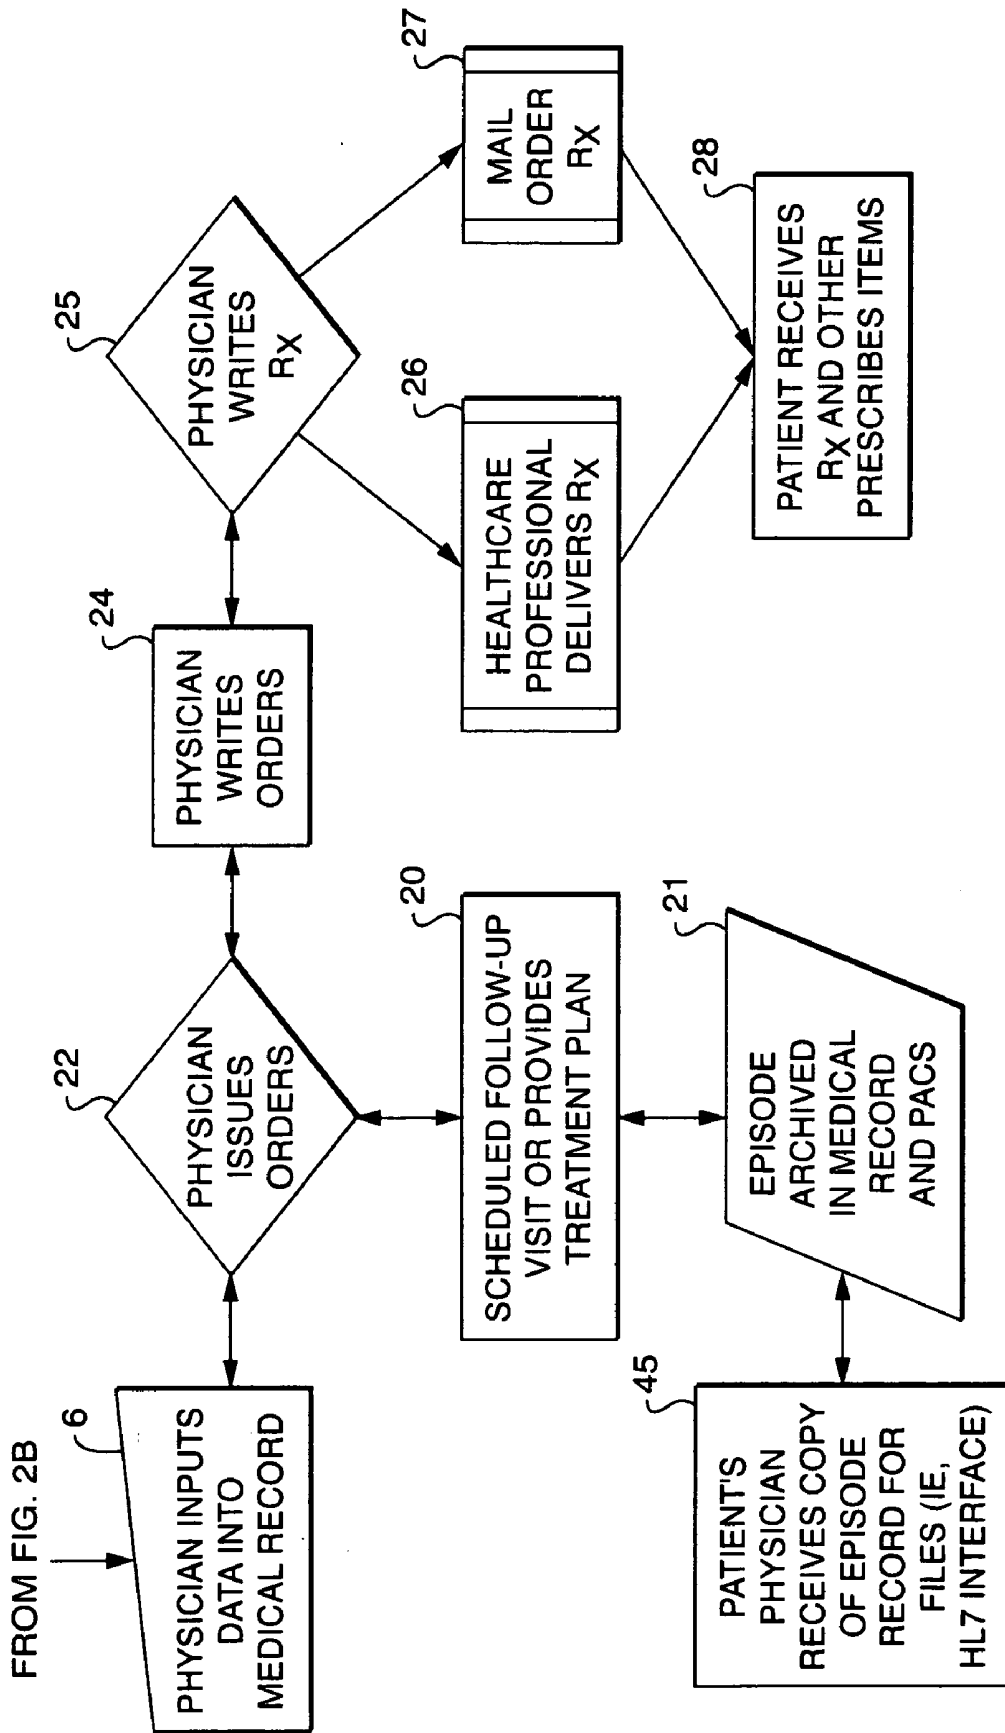 FROM FIG. 2B
6
PHYSICIAN INPUTS
DATA INTO
MEDICAL RECORD
22
PHYSICIAN
ISSUES
ORDERS
24
PHYSICIAN
WRITES
ORDERS
25
PHYSICIAN
WRITES
Rx
20
SCHEDULED FOLLOW-UP
VISIT OR PROVIDES
TREATMENT PLAN
26
HEALTHCARE
PROFESSIONAL
DELIVERS Rx
27
MAIL
ORDER
Rx
45
PATIENT'S
PHYSICIAN
RECEIVES COPY
OF EPISODE
RECORD FOR
FILES (IE,
HL7 INTERFACE)
21
EPISODE
ARCHIVED
IN MEDICAL
RECORD
AND PACS
28
PATIENT RECEIVES
Rx AND OTHER
PRESCRIBES ITEMS